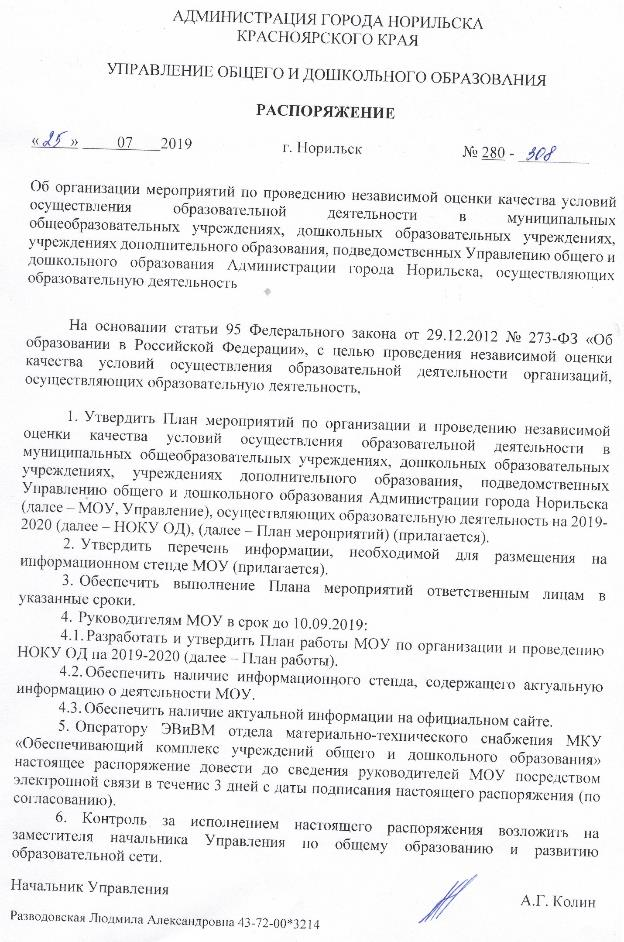 АДМИНИСТРАЦИЯ ГОРОДА НОРИЛЬСКА
КРАСНОЯРСКОГО КРАЯ
УПРАВЛЕНИЕ ОБЩЕГО И ДОШКОЛЬНОГО ОБРАЗОВАНИЯ
РАСПОРЯЖЕНИЕ
«25» 07 2019 г. Норильск № 280 - 308
Об организации мероприятий по проведению независимой оценки качества условий
осуществления образовательной деятельности в муниципальных
общеобразовательных учреждениях, дошкольных образовательных учреждениях,
учреждениях дополнительного образования, подведомственных Управлению общего и
дошкольного образования Администрации города Норильска, осуществляющих
образовательную деятельность
На основании статьи 95 Федерального закона от 29.12.2012 № 273-ФЗ «Об
образовании в Российской Федерации», с целью проведения независимой оценки
качества условий осуществления образовательной деятельности организаций,
осуществляющих образовательную деятельность,
1. Утвердить План мероприятий по организации и проведению независимой
оценки качества условий осуществления образовательной деятельности в
муниципальных общеобразовательных учреждениях, дошкольных образовательных
учреждениях, учреждениях дополнительного образования, подведомственных
Управлению общего и дошкольного образования Администрации города Норильска
(далее – МОУ, Управление), осуществляющих образовательную деятельность на 2019-
2020 (далее – НОКУ ОД), (далее – План мероприятий) (прилагается).
2. Утвердить перечень информации, необходимой для размещения на
информационном стенде МОУ (прилагается).
3. Обеспечить выполнение Плана мероприятий ответственным лицам в
указанные сроки.
4. Руководителям МОУ в срок до 10.09.2019:
4.1. Разработать и утвердить План работы МОУ по организации и проведению
НОКУ ОД на 2019-2020 (далее – План работы).
4.2. Обеспечить наличие информационного стенда, содержащего актуальную
информацию о деятельности МОУ.
4.3. Обеспечить наличие актуальной информации на официальном сайте.
5. Оператору ЭВиВМ отдела материально-технического снабжения МКУ
«Обеспечивающий комплекс учреждений общего и дошкольного образования»
настоящее распоряжение довести до сведения руководителей МОУ посредством
электронной связи в течение 3 дней с даты подписания настоящего распоряжения (по
согласованию).
6. Контроль за исполнением настоящего распоряжения возложить на
заместителя начальника Управления по общему образованию и развитию
образовательной сети.
Начальник Управления А.Г. Колин
Разводовская Людмила Александровна 43-72-00*3214